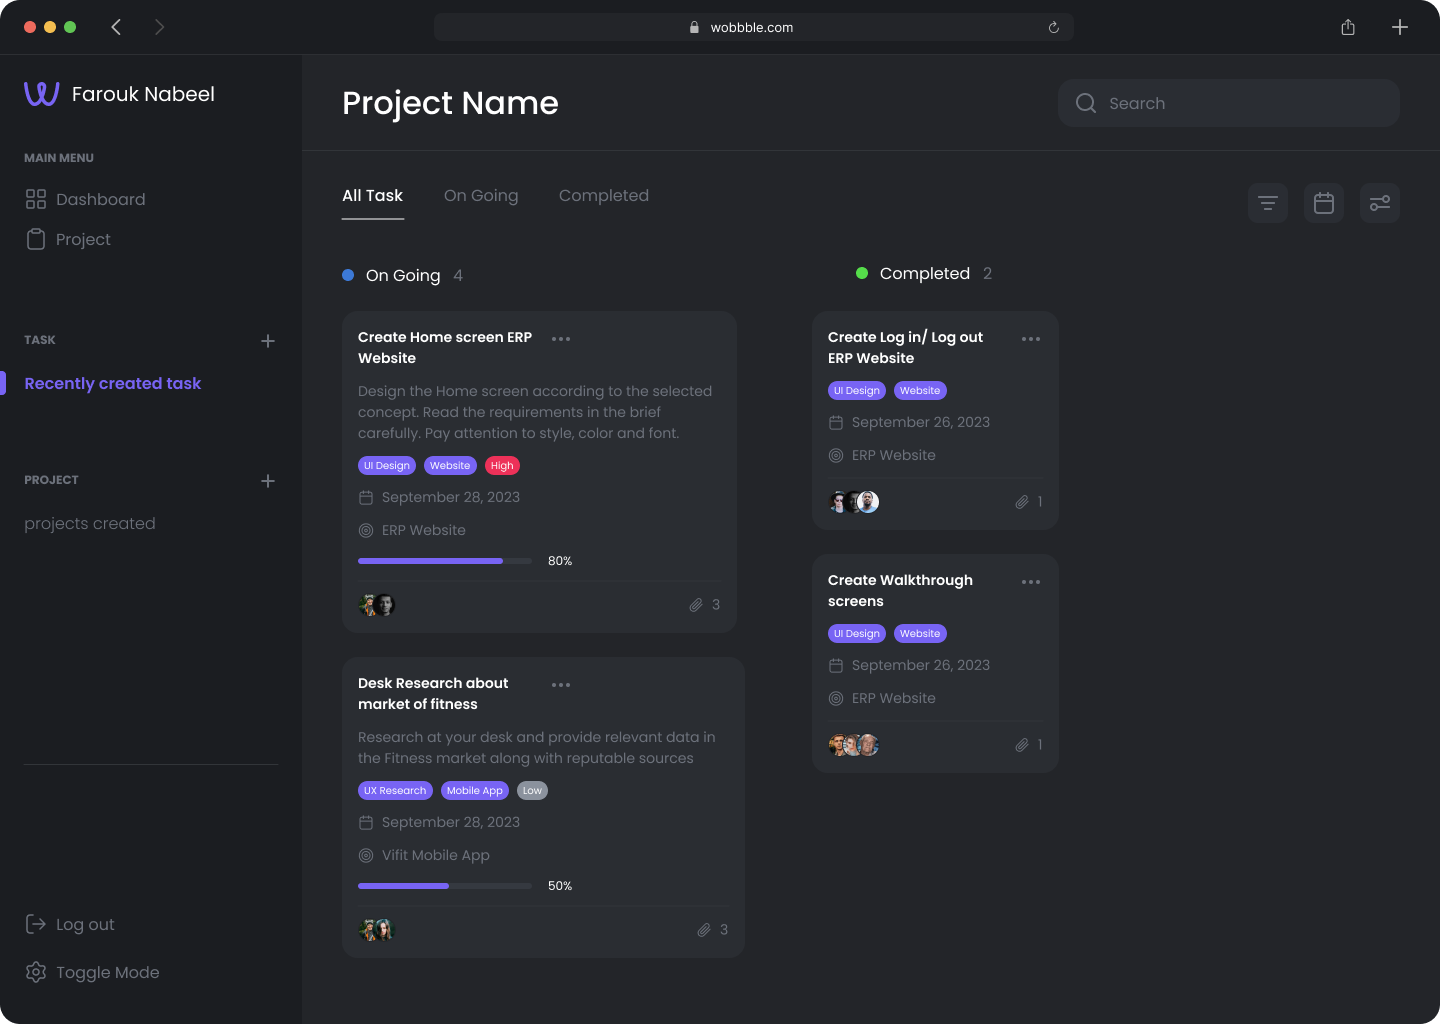 wobbble.com
Farouk Nabeel
MAIN MENU
Dashboard
Project
TASK
Recently created task
PROJECT
projects created
Log out
Toggle Mode
Project Name
Search
All Task
On Going
Completed
On Going 4
Create Home screen ERP
Website
Design the Home screen according to the selected
concept. Read the requirements in the brief
carefully. Pay attention to style, color and font.
UI Design Website High
September 28, 2023
ERP Website
80%
3
Desk Research about
market of fitness
Research at your desk and provide relevant data in
the Fitness market along with reputable sources
UX Research Mobile App Low
September 28, 2023
Vifit Mobile App
50%
3
Completed 2
Create Log in/ Log out
ERP Website
UI Design Website
September 26, 2023
ERP Website
1
Create Walkthrough
screens
UI Design Website
September 26, 2023
ERP Website
1